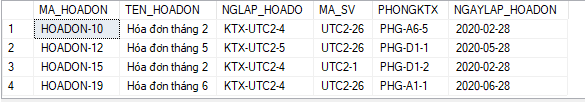 MA_HOADON TEN_HOADON NGLAP_HOADO MA_SV PHONGKTX NGAYLAP_HOADON
1 HOADON-10 Hóa đơn tháng 2 KTX-UTC2-4 UTC2-26 PHG-A6-5 2020-02-28
2 HOADON-12 Hóa đơn tháng 5 KTX-UTC2-5 UTC2-26 PHG-D1-1 2020-05-28
3 HOADON-15 Hóa đơn tháng 2 KTX-UTC2-4 UTC2-1 PHG-D1-2 2020-02-28
4 HOADON-19 Hóa đơn tháng 6 KTX-UTC2-4 UTC2-26 PHG-A1-1 2020-06-28